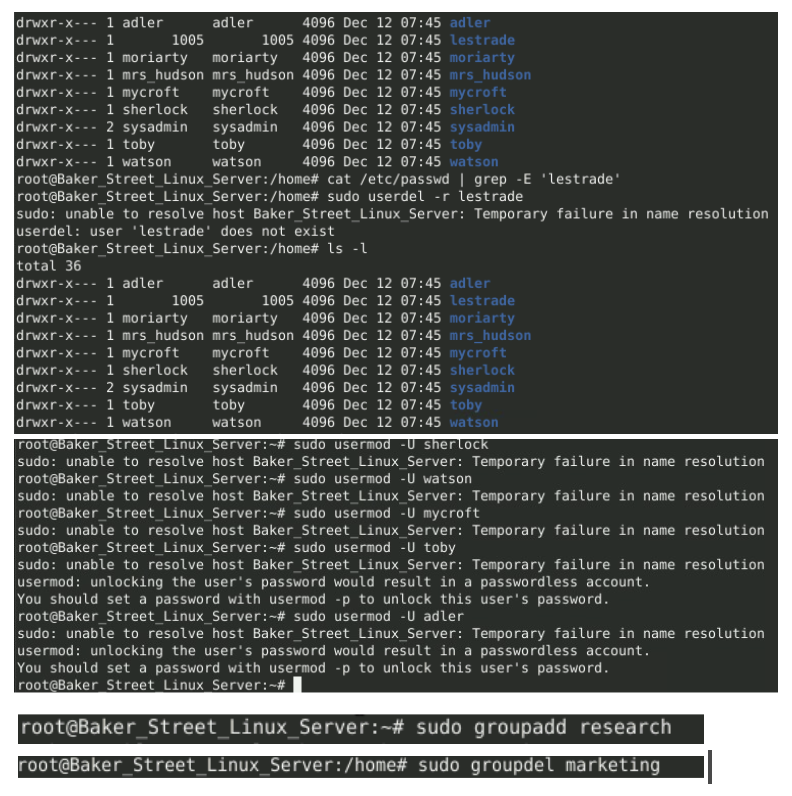 drwxr-x--- 1 adler      adler      4096 Dec 12 07:45 adler
drwxr-x--- 1       1005       1005 4096 Dec 12 07:45 lestrade
drwxr-x--- 1 moriarty   moriarty   4096 Dec 12 07:45 moriarty
drwxr-x--- 1 mrs_hudson mrs_hudson 4096 Dec 12 07:45 mrs_hudson
drwxr-x--- 1 mycroft    mycroft    4096 Dec 12 07:45 mycroft
drwxr-x--- 1 sherlock   sherlock   4096 Dec 12 07:45 sherlock
drwxr-x--- 2 sysadmin   sysadmin   4096 Dec 12 07:45 sysadmin
drwxr-x--- 1 toby       toby       4096 Dec 12 07:45 toby
drwxr-x--- 1 watson     watson     4096 Dec 12 07:45 watson
root@Baker_Street_Linux_Server:/home# cat /etc/passwd | grep -E 'lestrade'
root@Baker_Street_Linux_Server:/home# sudo userdel -r lestrade
sudo: unable to resolve host Baker_Street_Linux_Server: Temporary failure in name resolution
userdel: user 'lestrade' does not exist
root@Baker_Street_Linux_Server:/home# ls -l
total 36
drwxr-x--- 1 adler      adler      4096 Dec 12 07:45 adler
drwxr-x--- 1       1005       1005 4096 Dec 12 07:45 lestrade
drwxr-x--- 1 moriarty   moriarty   4096 Dec 12 07:45 moriarty
drwxr-x--- 1 mrs_hudson mrs_hudson 4096 Dec 12 07:45 mrs_hudson
drwxr-x--- 1 mycroft    mycroft    4096 Dec 12 07:45 mycroft
drwxr-x--- 1 sherlock   sherlock   4096 Dec 12 07:45 sherlock
drwxr-x--- 2 sysadmin   sysadmin   4096 Dec 12 07:45 sysadmin
drwxr-x--- 1 toby       toby       4096 Dec 12 07:45 toby
drwxr-x--- 1 watson     watson     4096 Dec 12 07:45 watson
root@Baker_Street_Linux_Server:~# sudo usermod -U sherlock
sudo: unable to resolve host Baker_Street_Linux_Server: Temporary failure in name resolution
root@Baker_Street_Linux_Server:~# sudo usermod -U watson
sudo: unable to resolve host Baker_Street_Linux_Server: Temporary failure in name resolution
root@Baker_Street_Linux_Server:~# sudo usermod -U mycroft
sudo: unable to resolve host Baker_Street_Linux_Server: Temporary failure in name resolution
root@Baker_Street_Linux_Server:~# sudo usermod -U toby
sudo: unable to resolve host Baker_Street_Linux_Server: Temporary failure in name resolution
usermod: unlocking the user's password would result in a passwordless account.
You should set a password with usermod -p to unlock this user's password.
root@Baker_Street_Linux_Server:~# sudo usermod -U adler
sudo: unable to resolve host Baker_Street_Linux_Server: Temporary failure in name resolution
usermod: unlocking the user's password would result in a passwordless account.
You should set a password with usermod -p to unlock this user's password.
root@Baker_Street_Linux_Server:~#
root@Baker_Street_Linux_Server:~# sudo groupadd research
root@Baker_Street_Linux_Server:/home# sudo groupdel marketing